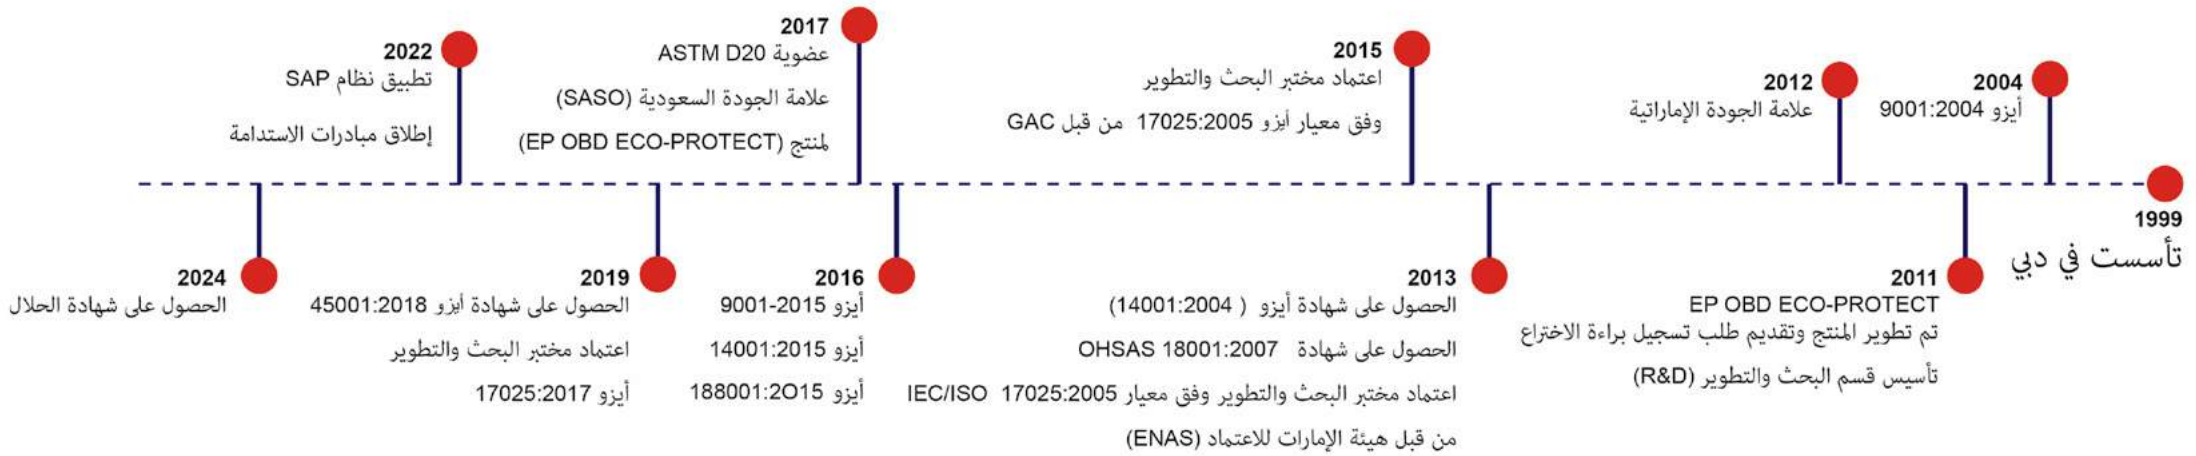 1999
تأسست في دبي
2004
أيزو 9001:2004
2011
EP OBD ECO-PROTECT
تم تطوير المنتج وتقديم طلب تسجيل براءة الاختراع
تأسيس قسم البحث والتطوير (R&D)
2012
علامة الجودة الإماراتية
2013
الحصول على شهادة أيزو ( 14001:2004)
الحصول على شهادة OHSAS 18001:2007
اعتماد مختبر البحث والتطوير وفق معيار IEC/ISO 17025:2005
من قبل هيئة الإمارات للاعتماد (ENAS)
2015
اعتماد مختبر البحث والتطوير
وفق معيار أيزو 17025:2005 من قبل GAC
2016
أيزو 9001-2015
أيزو 14001:2015
أيزو 188001:2O15
2017
عضوية ASTM D20
علامة الجودة السعودية (SASO)
لمنتج (EP OBD ECO-PROTECT)
2019
الحصول على شهادة أيزو 45001:2018
اعتماد مختبر البحث والتطوير
أيزو 17025:2017
2022
تطبيق نظام SAP
إطلاق مبادرات الاستدامة
2024
الحصول على شهادة الحلال